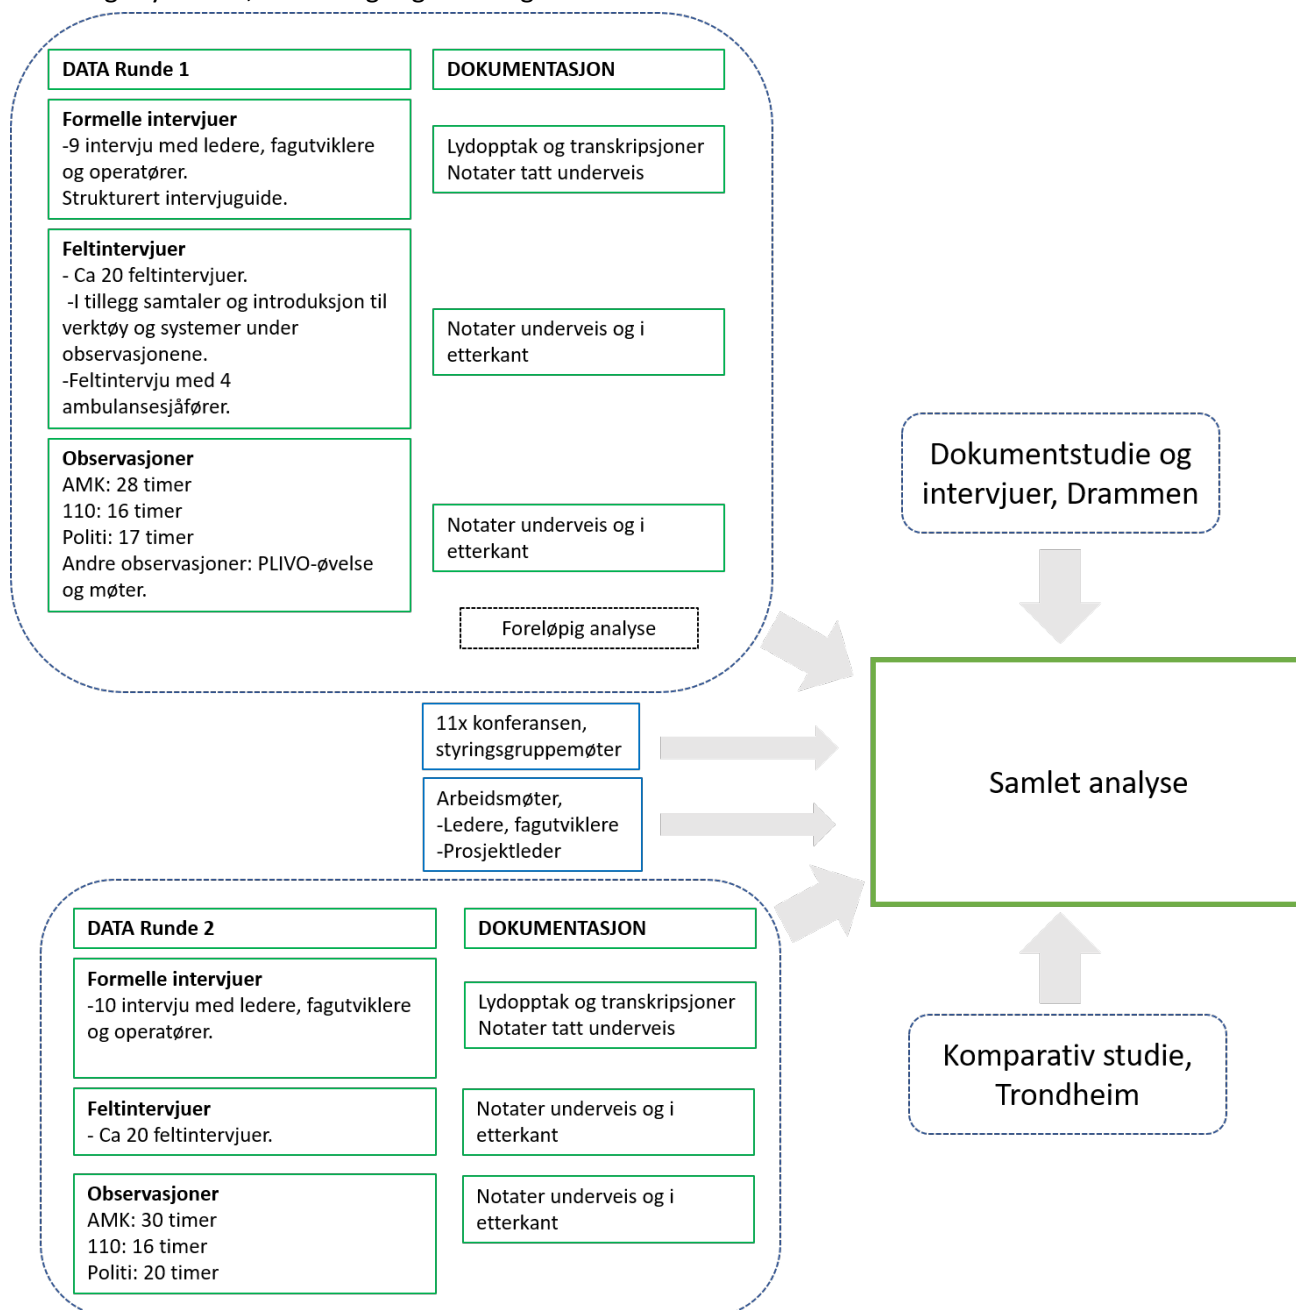 DATA Runde 1
DOKUMENTASJON
Formelle intervjuer
-9 intervju med ledere, fagutviklere
og operatører.
Strukturert intervjuguide.
Lydopptak og transkripsjoner
Notater tatt underveis
Feltintervjuer
- Ca 20 feltintervjuer.
-I tillegg samtaler og introduksjon til
verktøy og systemer under
observasjonene.
-Feltintervju med 4
ambulansesjåfører.
Notater underveis og i
etterkant
Observasjoner
AMK: 28 timer
110: 16 timer
Politi: 17 timer
Andre observasjoner: PLIVO-øvelse
og møter.
Notater underveis og i
etterkant
Foreløpig analyse
11x konferansen,
styringsgruppemøter
Arbeidsmøter,
-Ledere, fagutviklere
-Prosjektleder
DATA Runde 2
DOKUMENTASJON
Formelle intervjuer
-10 intervju med ledere, fagutviklere
og operatører.
Lydopptak og transkripsjoner
Notater tatt underveis
Feltintervjuer
- Ca 20 feltintervjuer.
Notater underveis og i
etterkant
Observasjoner
AMK: 30 timer
110: 16 timer
Politi: 20 timer
Notater underveis og i
etterkant
Dokumentstudie og
intervjuer, Drammen
Samlet analyse
Komparativ studie,
Trondheim